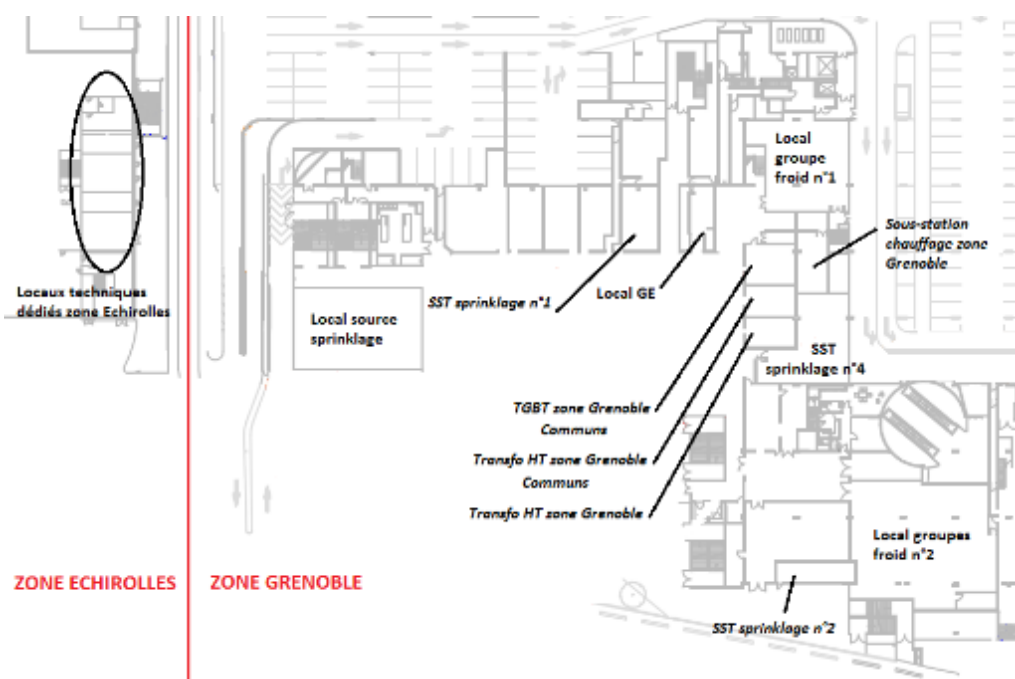 Local
groupe
froid n°1
Sous-station
chauffage zone
Grenoble
Locaux techniques
dédiés zone Echirolles
SST sprinklage n°1
Local GE
Local source
sprinklage
SST
sprinklage n°4
TGBT zone Grenoble
Communs
Transfo HT zone Grenoble
Communs
Transfo HT zone Grenoble
Local groupes
froid n°2
ZONE ECHIROLLES
ZONE GRENOBLE
SST sprinklage n°2